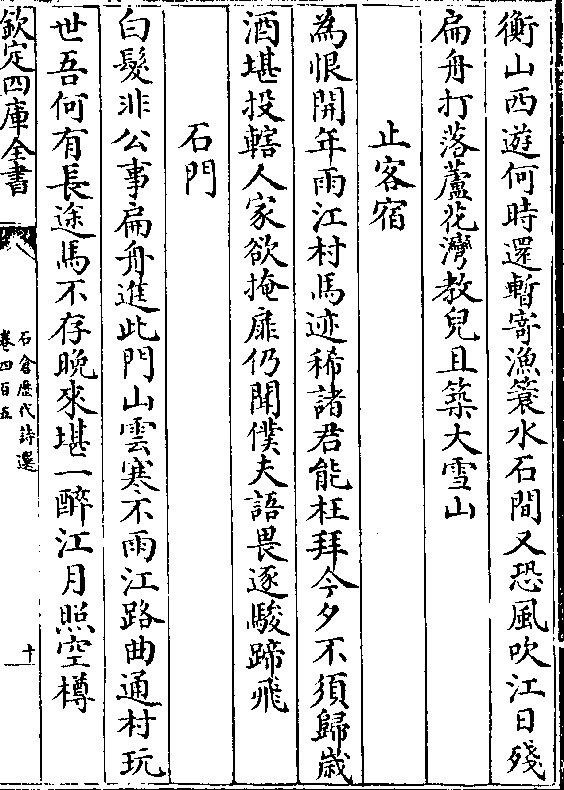 衡山西遊何時還暫寄漁簑水石間又恐風吹江日殘
扁舟打落蘆花灣教兒且築大雪山
止客宿
為恨開年雨江村馬迹稀諸君能枉拜今夕不須歸歲
酒堪投轄人家欲掩扉仍聞僕夫語畏逐駿蹄飛
石門
白髮非公事扁舟進此門山雲寒不雨江路曲通村玩
世吾何有長途馬不存晚來堪一醉江月照空樽
欽定四庫全書
石倉歷代詩選
卷四百五
十